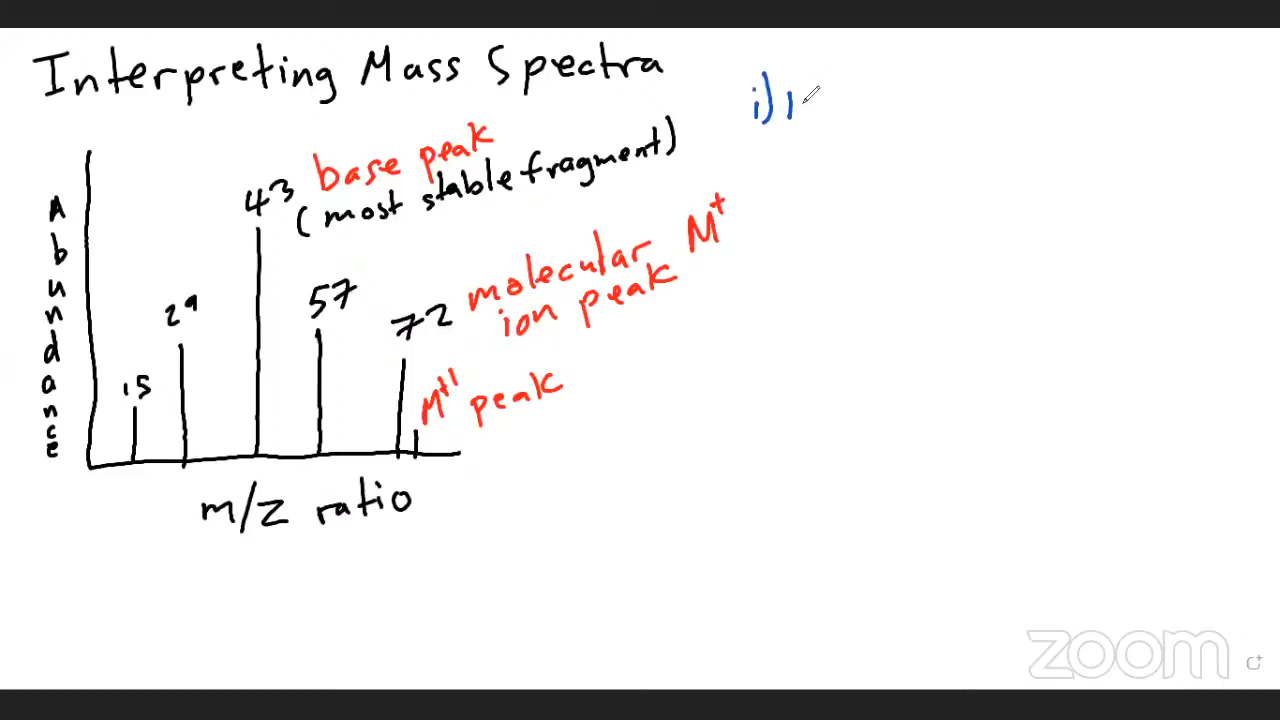 Interpreting Mass Spectra
i) 1
base peak
43 (most stable fragment)
molecular M+
ion peak
29
57
72
15
M+1 peak
Abundance
m/z ratio
zoom